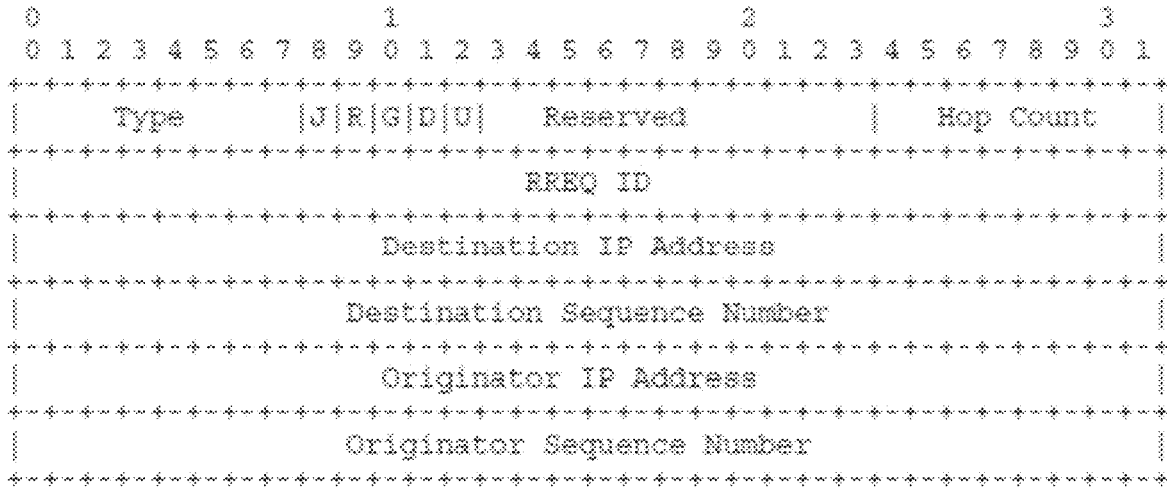 0                   1                   2                   3
0 1 2 3 4 5 6 7 8 9 0 1 2 3 4 5 6 7 8 9 0 1 2 3 4 5 6 7 8 9 0 1
+-+-+-+-+-+-+-+-+-+-+-+-+-+-+-+-+-+-+-+-+-+-+-+-+-+-+-+-+-+-+-+-+
|     Type      |J|R|G|D|U|   Reserved          |   Hop Count   |
+-+-+-+-+-+-+-+-+-+-+-+-+-+-+-+-+-+-+-+-+-+-+-+-+-+-+-+-+-+-+-+-+
|                            RREQ ID                            |
+-+-+-+-+-+-+-+-+-+-+-+-+-+-+-+-+-+-+-+-+-+-+-+-+-+-+-+-+-+-+-+-+
|                    Destination IP Address                     |
+-+-+-+-+-+-+-+-+-+-+-+-+-+-+-+-+-+-+-+-+-+-+-+-+-+-+-+-+-+-+-+-+
|                  Destination Sequence Number                  |
+-+-+-+-+-+-+-+-+-+-+-+-+-+-+-+-+-+-+-+-+-+-+-+-+-+-+-+-+-+-+-+-+
|                    Originator IP Address                      |
+-+-+-+-+-+-+-+-+-+-+-+-+-+-+-+-+-+-+-+-+-+-+-+-+-+-+-+-+-+-+-+-+
|                  Originator Sequence Number                   |
+-+-+-+-+-+-+-+-+-+-+-+-+-+-+-+-+-+-+-+-+-+-+-+-+-+-+-+-+-+-+-+-+